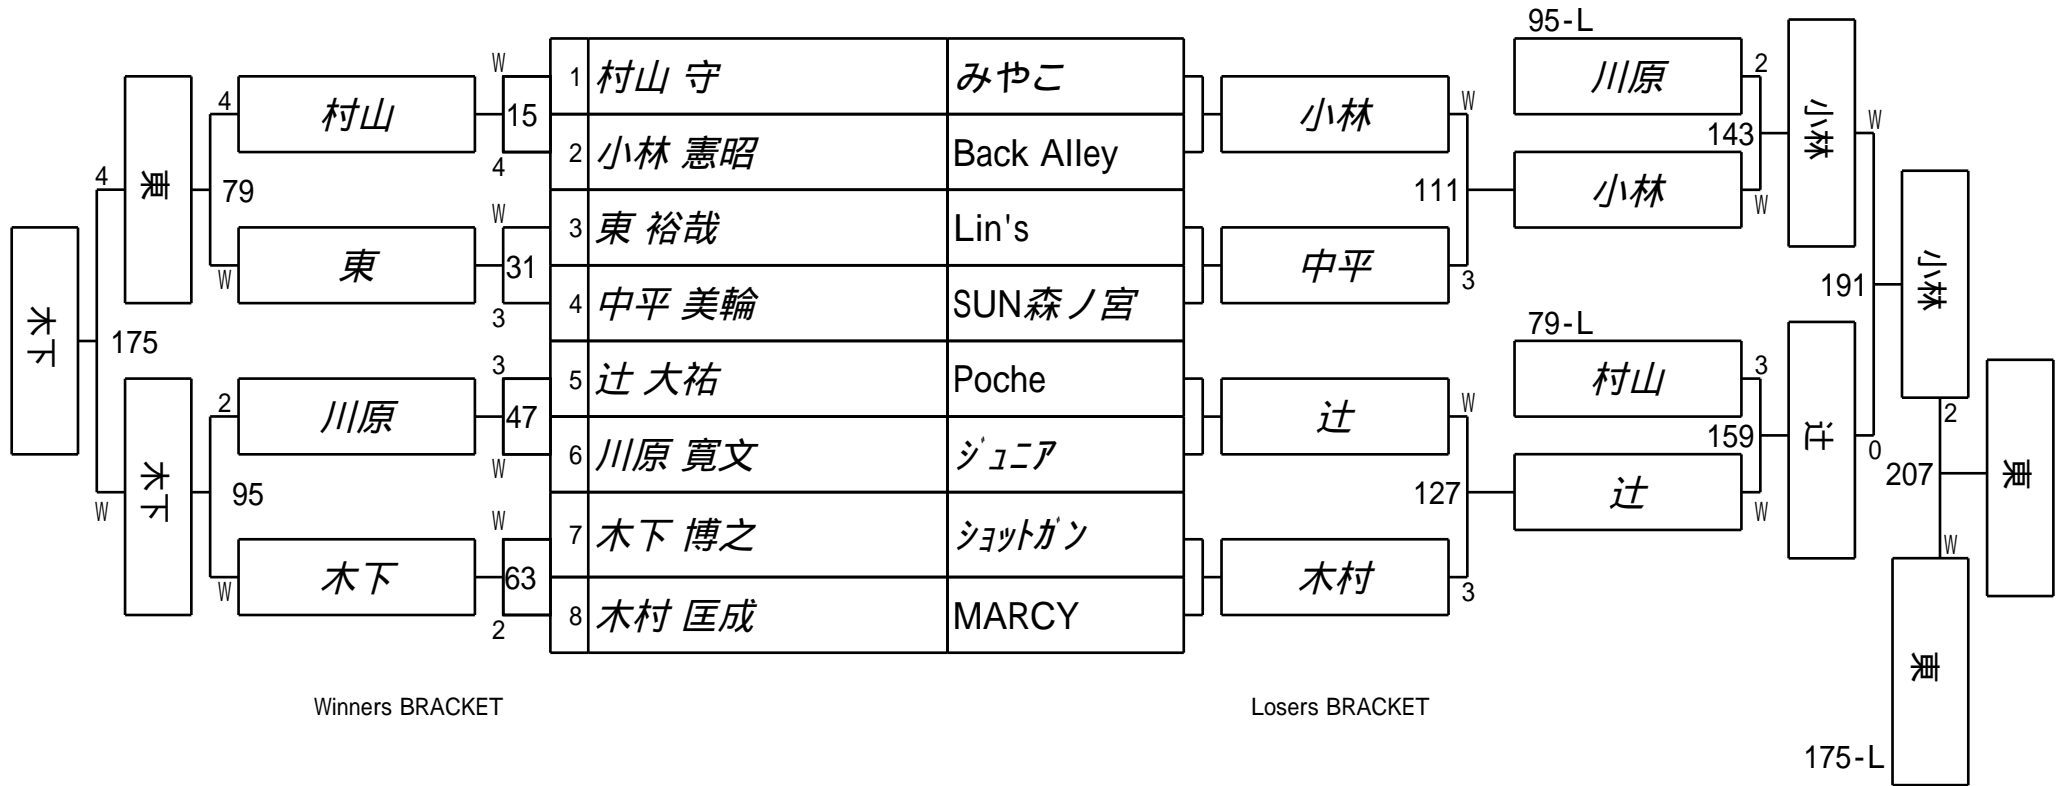 95-L
W
1 村山 守 みやこ
川原
2
村山
4
15
小林
W
小林
W
143
2 小林 憲昭 Back Alley
4
4
東
79
111
小林
W
W
3 東 裕哉 Lin's
東
W
31
中平
3
191
小林
4 中平 美輪 SUN森ノ宮
3
79-L
木下
175
3
5 辻 大祐 Poche
村山
3
川原
2
47
辻
W
159
辻
0
2
6 川原 寛文 ジュニア
W
木下
95
127
辻
W
207
東
W
W
7 木下 博之 ショットガン
木下
W
63
木村
3
W
8 木村 匡成 MARCY
2
東
Winners BRACKET
Losers BRACKET
175-L